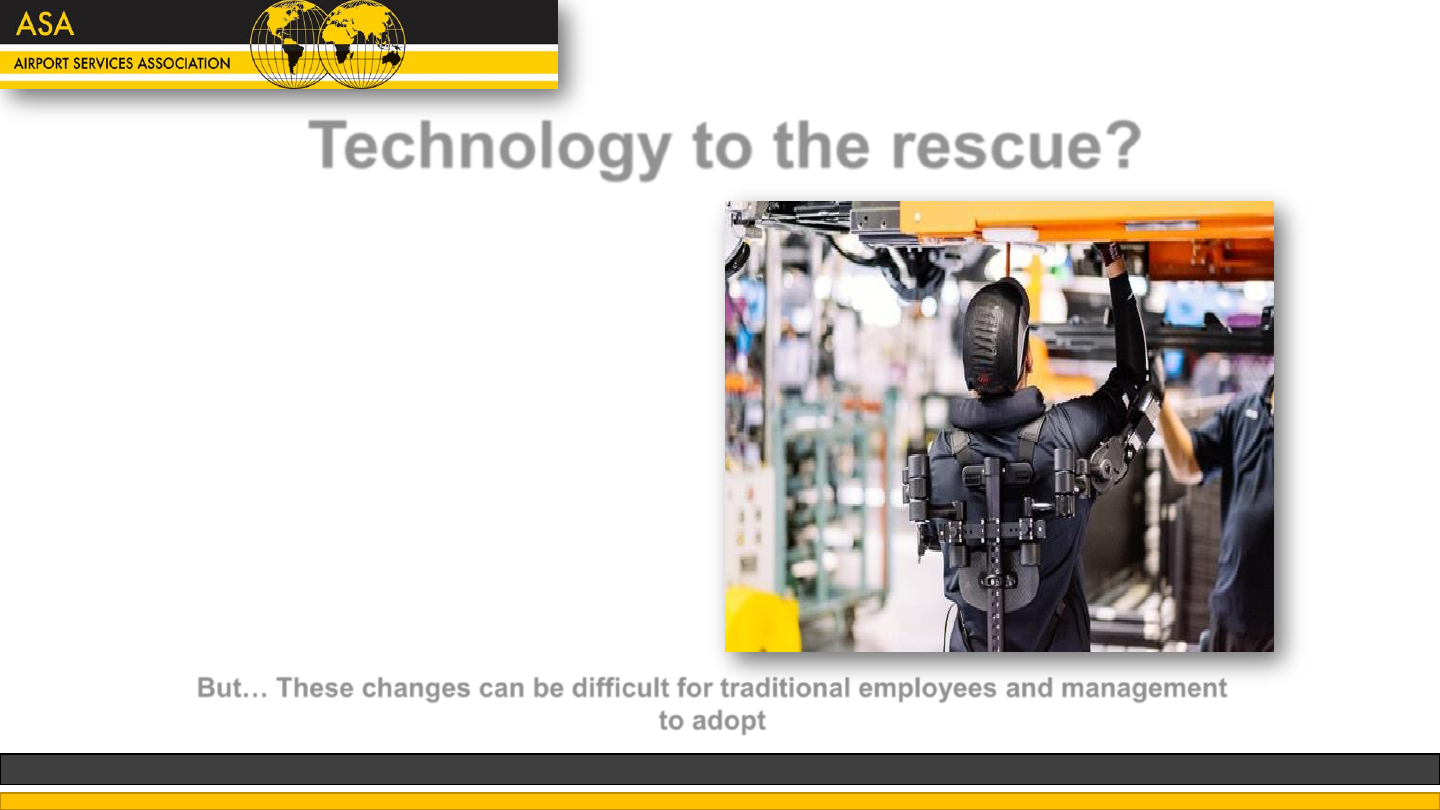 ASA
AIRPORT SERVICES ASSOCIATION
Technology to the rescue?
But… These changes can be difficult for traditional employees and management
to adopt